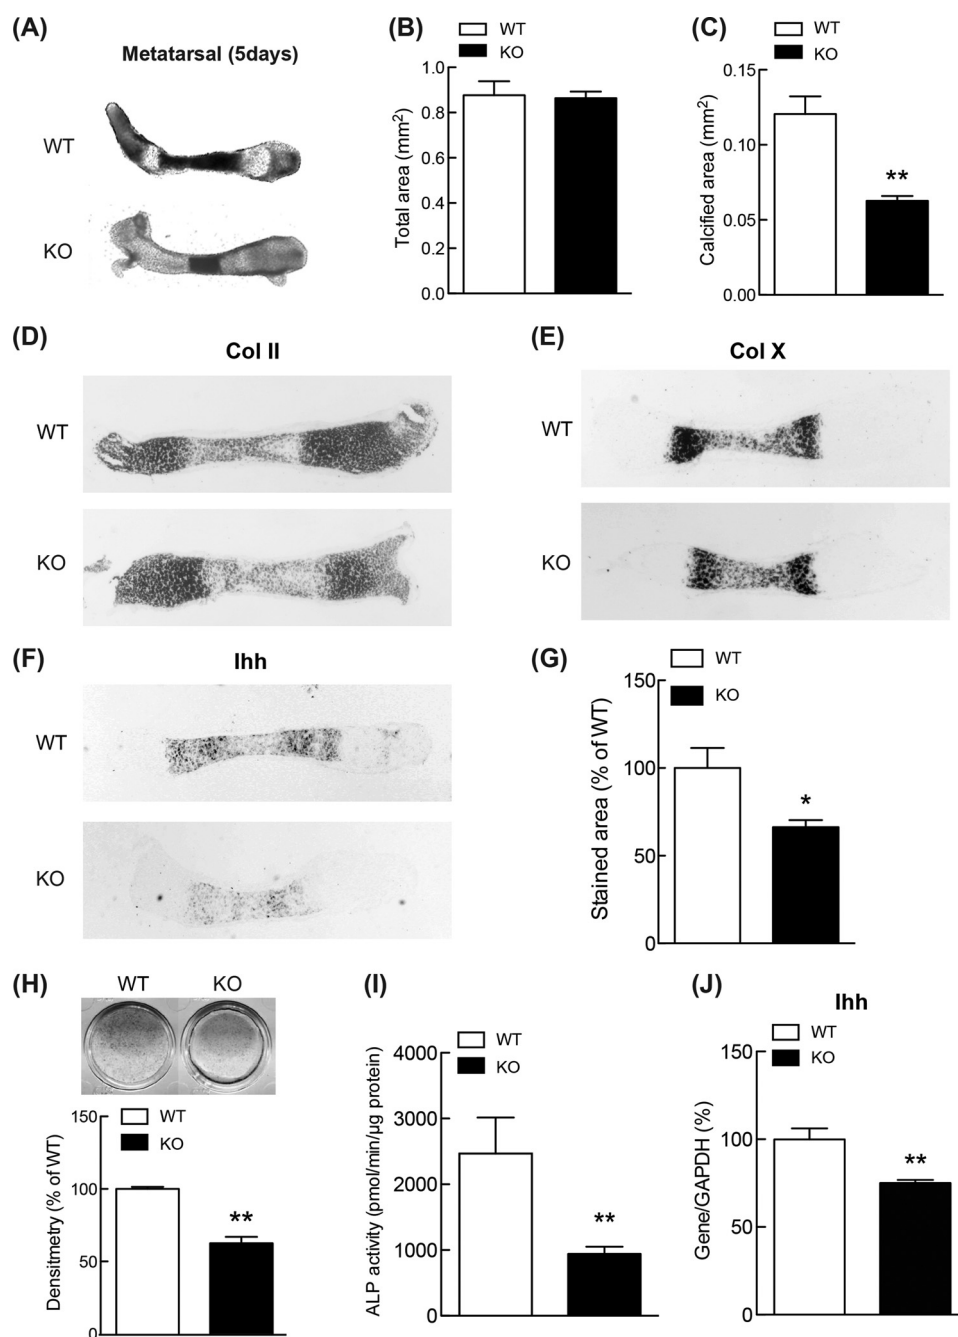 (A)
Metatarsal (5days)
WT
KO
(B)
WT
KO
Total area (mm²)
1.0
0.8
0.6
0.4
0.2
0.0
(C)
WT
KO
Calcified area (mm²)
0.15
0.10
0.05
0.00
**
(D)
Col II
WT
KO
(E)
Col X
WT
KO
(F)
Ihh
WT
KO
(G)
WT
KO
Stained area (% of WT)
150
100
50
0
*
(H)
WT KO
WT
KO
Densitmetry (% of WT)
150
100
50
0
**
(I)
WT
KO
ALP activity (pmol/min/µg protein)
4000
3000
2000
1000
0
**
(J)
Ihh
WT
KO
Gene/GAPDH (%)
150
100
50
0
**